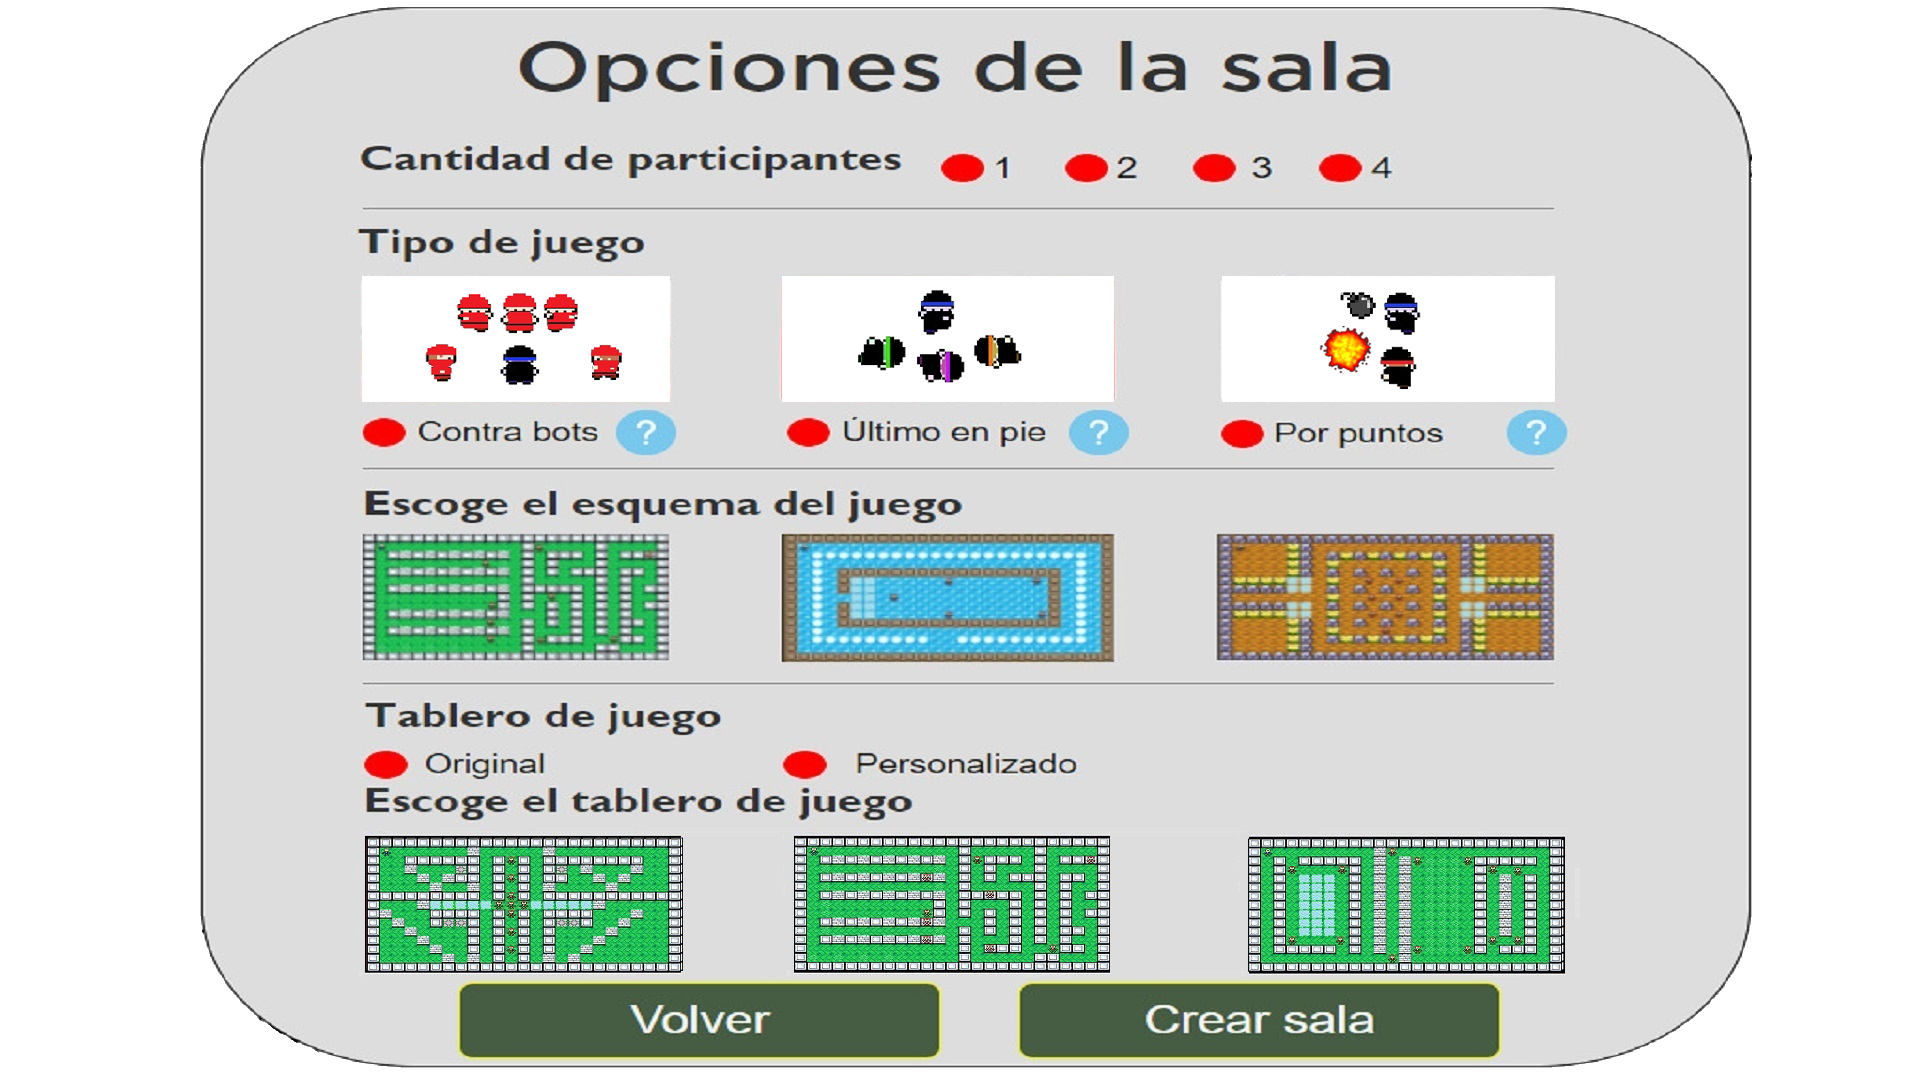 Opciones de la sala
Cantidad de participantes 1 2 3 4
Tipo de juego
Contra bots ? Último en pie ? Por puntos ?
Escoge el esquema del juego
Tablero de juego
Original Personalizado
Escoge el tablero de juego
Volver Crear sala